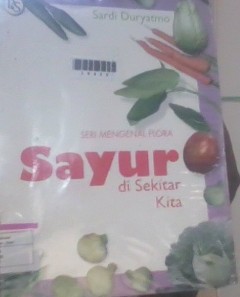 Sardi Duryatmo
SERI MENGENAL FLORA
Sayur
di Sekitar
Kita